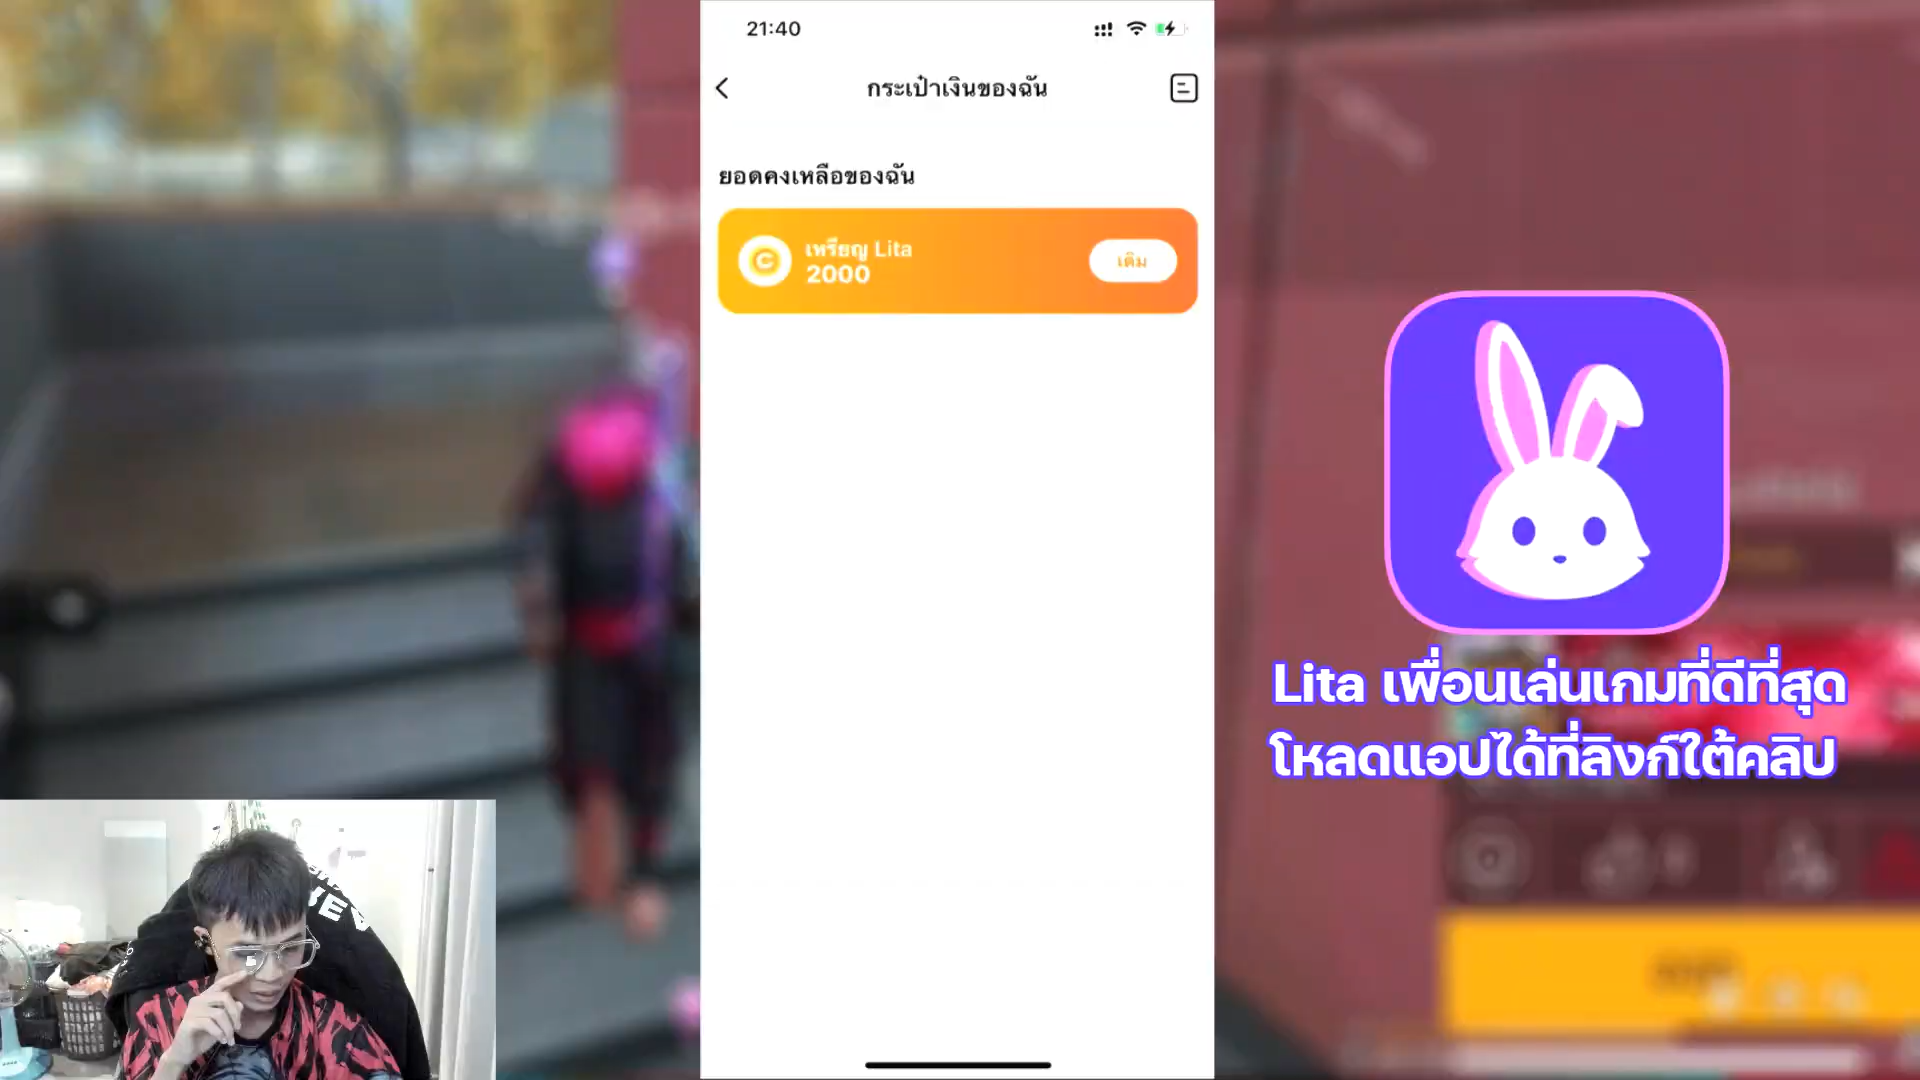 21:40
กระเป๋าเงินของฉัน
ยอดคงเหลือของฉัน
เหรียญ Lita
2000
เติม
Lita เพื่อนเล่นเกมที่ดีที่สุด
โหลดแอปได้ที่ลิงก์ใต้คลิป